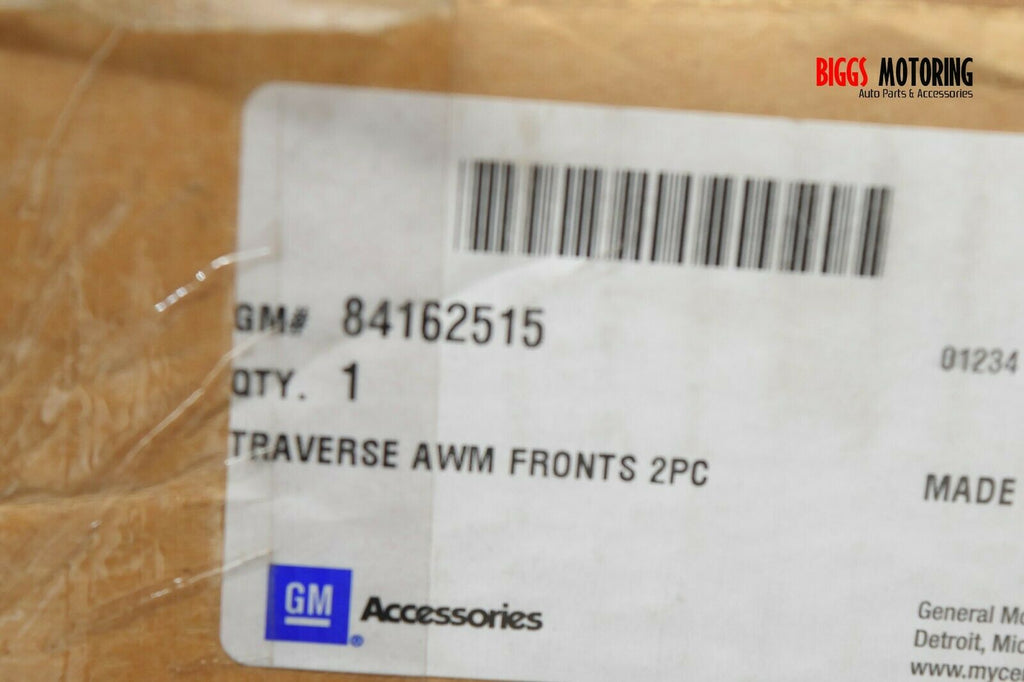 BIGGS MOTORING
Auto Parts & Accessories
GM# 84162515
01234
QTY. 1
TRAVERSE AWM FRONTS 2PC
MADE
GM
® Accessories
General Mo
Detroit, Mic
www.myce